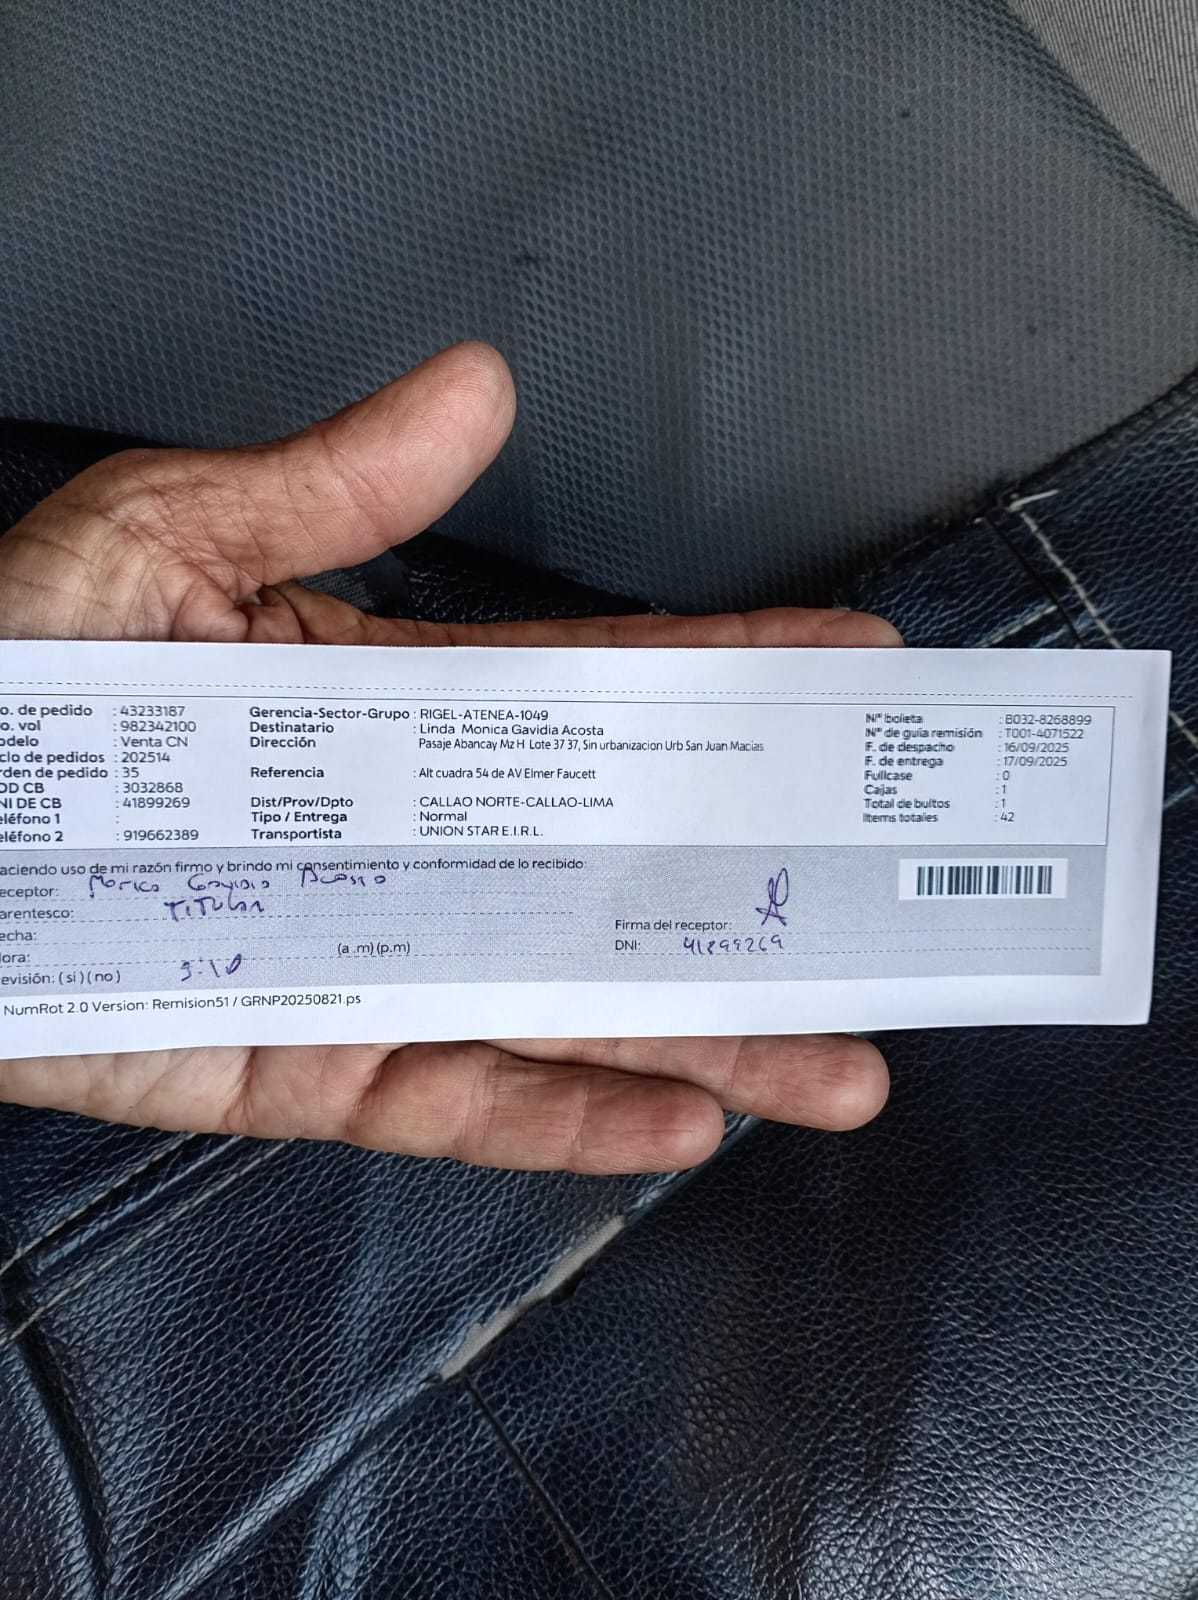 o. de pedido : 43233187
o. vol : 982342100
odelo : Venta CN
clo de pedidos : 202514
rden de pedido : 35
OD CB : 3032868
NI DE CB : 41899269
eléfono 1 :
eléfono 2 : 919662389
Gerencia-Sector-Grupo : RIGEL-ATENEA-1049
Destinatario : Linda Monica Gavidia Acosta
Dirección Pasaje Abancay Mz H Lote 37 37, Sin urbanizacion Urb San Juan Macias
Referencia : Alt cuadra 54 de AV Elmer Faucett
Dist/Prov/Dpto : CALLAO NORTE-CALLAO-LIMA
Tipo / Entrega : Normal
Transportista : UNION STAR E.I.R.L.
N° boleta : B032-8268899
N° de guía remisión : T001-4071522
F. de despacho : 16/09/2025
F. de entrega : 17/09/2025
Fullcase : 0
Cajas : 1
Total de bultos : 1
Items totales : 42
aciendo uso de mi razón firmo y brindo mi consentimiento y conformidad de lo recibido:
eceptor: Monica Gavidia Acosta
arentesco: TITULAR
echa:
ora: (a .m) (p.m)
evisión: ( si ) ( no ) 3:10
Firma del receptor:
DNI: 41899269
NumRot 2.0 Version: Remision51 / GRNP20250821.ps